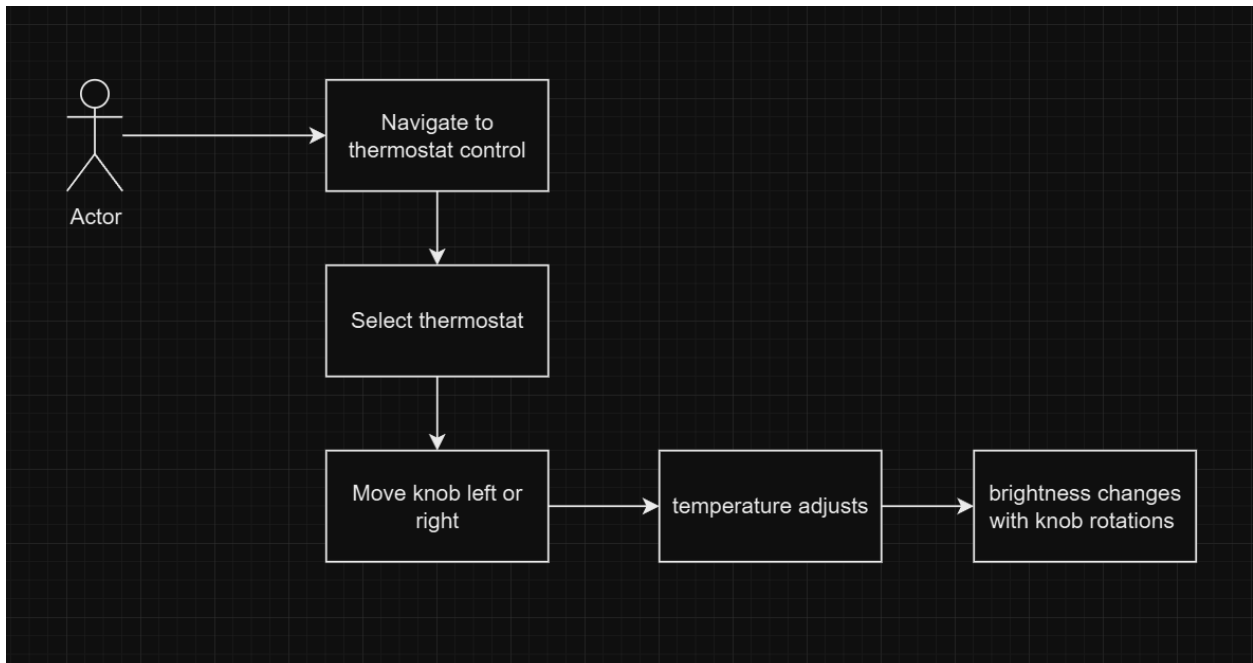 Navigate to
thermostat control
Actor
Select thermostat
Move knob left or
right
temperature adjusts
brightness changes
with knob rotations